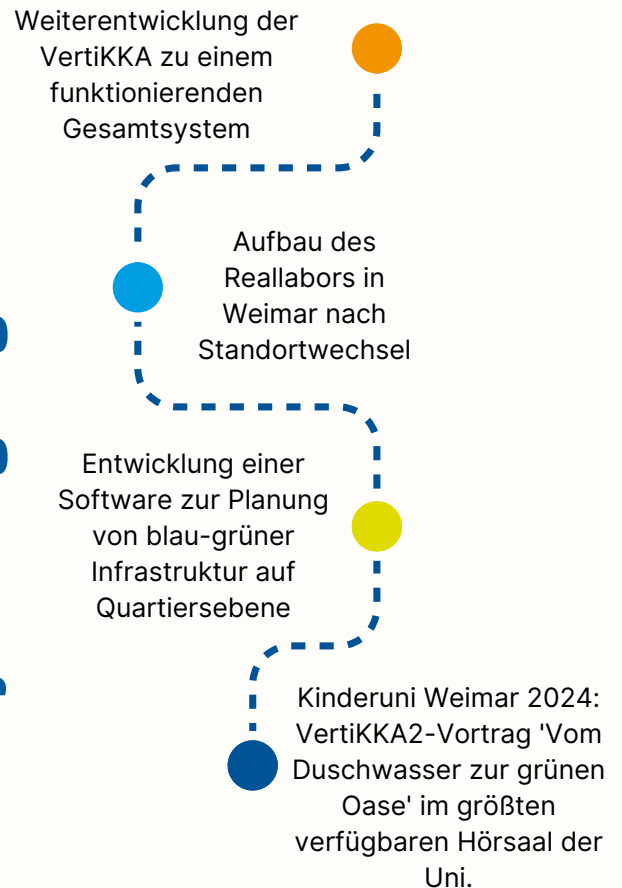 Weiterentwicklung der
VertiKKA zu einem
funktionierenden
Gesamtsystem
Aufbau des
Reallabors in
Weimar nach
Standortwechsel
Entwicklung einer
Software zur Planung
von blau-grüner
Infrastruktur auf
Quartiersebene
Kinderuni Weimar 2024:
VertiKKA2-Vortrag 'Vom
Duschwasser zur grünen
Oase' im größten
verfügbaren Hörsaal der
Uni.